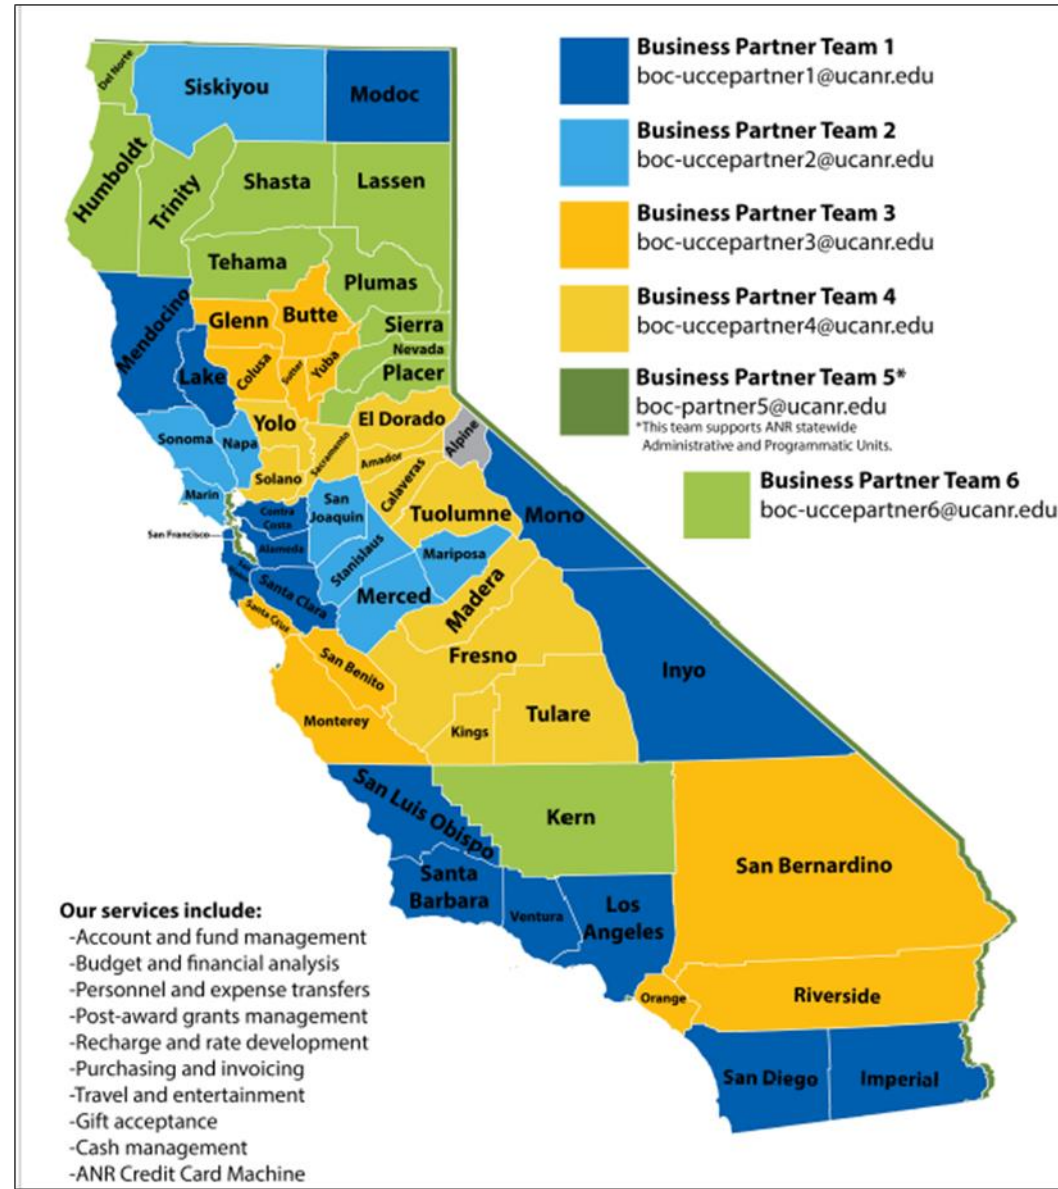 Business Partner Team 1
boc-uccepartner1@ucanr.edu
Business Partner Team 2
boc-uccepartner2@ucanr.edu
Business Partner Team 3
boc-uccepartner3@ucanr.edu
Business Partner Team 4
boc-uccepartner4@ucanr.edu
Business Partner Team 5*
boc-partner5@ucanr.edu
*This team supports ANR statewide
Administrative and Programmatic Units.
Business Partner Team 6
boc-uccepartner6@ucanr.edu
Del Norte
Siskiyou
Modoc
Humboldt
Trinity
Shasta
Lassen
Tehama
Plumas
Mendocino
Glenn
Butte
Sierra
Nevada
Placer
Lake
Colusa
Sutter
Yuba
Yolo
El Dorado
Alpine
Sonoma
Napa
Sacramento
Amador
Solano
Calaveras
Marin
San
Joaquin
Tuolumne
Mono
Contra
Costa
San Francisco
Alameda
Stanislaus
Mariposa
Santa Clara
Merced
Madera
Santa Cruz
San Benito
Fresno
Inyo
Monterey
Kings
Tulare
San Luis Obispo
Kern
San Bernardino
Santa
Barbara
Ventura
Los
Angeles
Orange
Riverside
San Diego
Imperial
Our services include:
-Account and fund management
-Budget and financial analysis
-Personnel and expense transfers
-Post-award grants management
-Recharge and rate development
-Purchasing and invoicing
-Travel and entertainment
-Gift acceptance
-Cash management
-ANR Credit Card Machine